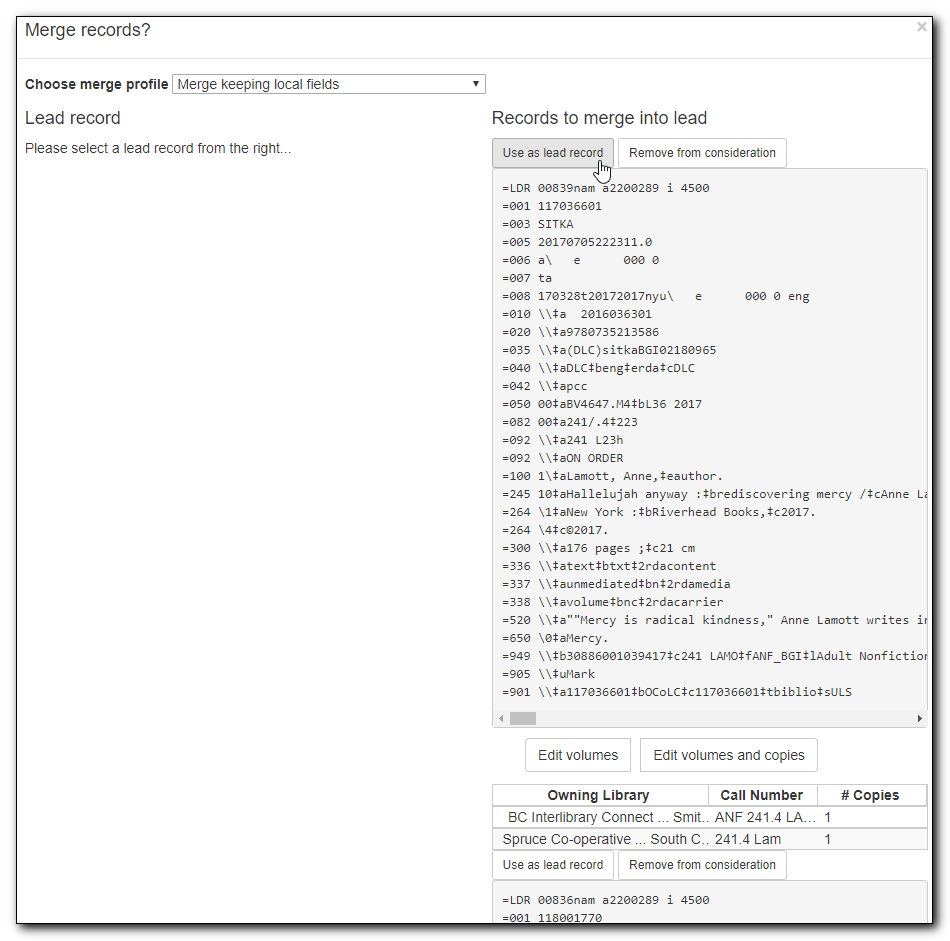 Merge records?
×
Choose merge profile Merge keeping local fields
Lead record
Please select a lead record from the right...
Records to merge into lead
Use as lead record Remove from consideration
=LDR 00839nam a2200289 i 4500
=001 117036601
=003 SITKA
=005 20170705222311.0
=006 a\   e      000 0
=007 ta
=008 170328t20172017nyu\   e      000 0 eng
=010 \\‡a  2016036301
=020 \\‡a9780735213586
=035 \\‡a(DLC)sitkaBGI02180965
=040 \\‡aDLC‡beng‡erda‡cDLC
=042 \\‡apcc
=050 00‡aBV4647.M4‡bL36 2017
=082 00‡a241/.4‡223
=092 \\‡a241 L23h
=092 \\‡aON ORDER
=100 1\‡aLamott, Anne,‡eauthor.
=245 10‡aHallelujah anyway :‡brediscovering mercy /‡cAnne La
=264 \1‡aNew York :‡bRiverhead Books,‡c2017.
=264 \4‡c©2017.
=300 \\‡a176 pages ;‡c21 cm
=336 \\‡atext‡btxt‡2rdacontent
=337 \\‡aunmediated‡bn‡2rdamedia
=338 \\‡avolume‡bnc‡2rdacarrier
=520 \\‡a""Mercy is radical kindness," Anne Lamott writes in
=650 \0‡aMercy.
=949 \\‡b30886001039417‡c241 LAMO‡fANF_BGI‡lAdult Nonfiction
=905 \\‡uMark
=901 \\‡a117036601‡bOCoLC‡c117036601‡tbiblio‡sULS
Edit volumes Edit volumes and copies
Owning Library Call Number # Copies
BC Interlibrary Connect ... Smit.. ANF 241.4 LA... 1
Spruce Co-operative ... South C.. 241.4 Lam 1
Use as lead record Remove from consideration
=LDR 00836nam a2200289 i 4500
=001 118001770